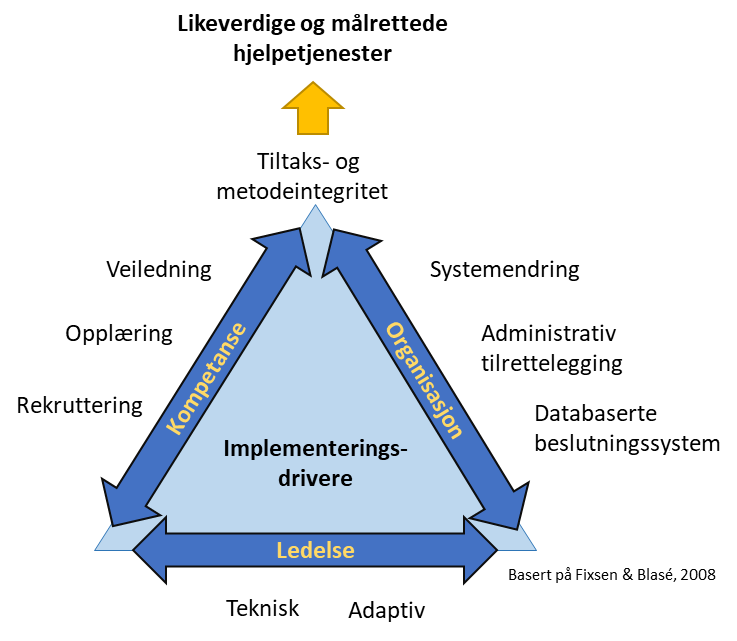 Likeverdige og målrettede
hjelpetjenester
Tiltaks- og
metodeintegritet
Veiledning
Systemendring
Opplæring
Administrativ
tilrettelegging
Rekruttering
Databaserte
beslutningssystem
Kompetanse
Organisasjon
Implementerings-
drivere
Ledelse
Basert på Fixsen & Blasé, 2008
Teknisk
Adaptiv